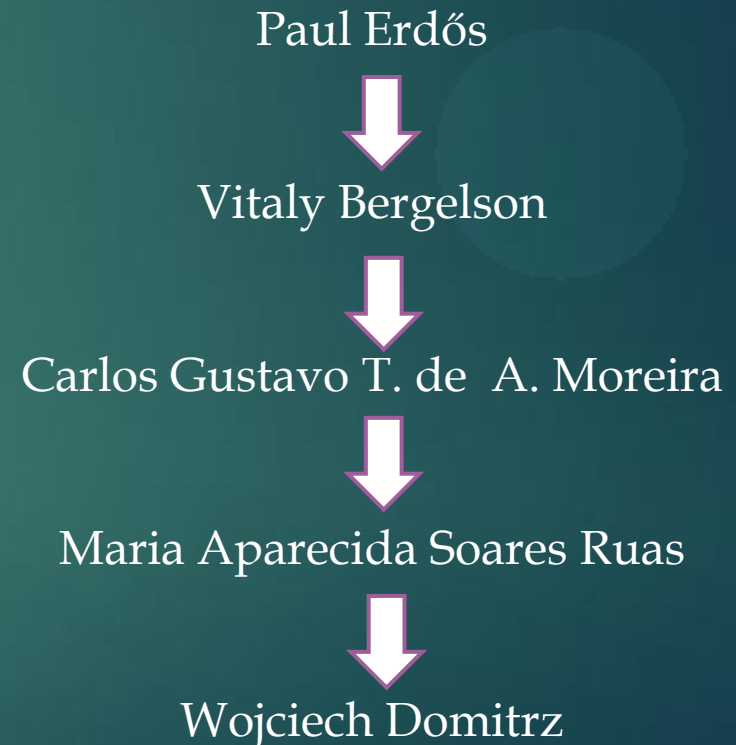 Paul Erdős
Vitaly Bergelson
Carlos Gustavo T. de A. Moreira
Maria Aparecida Soares Ruas
Wojciech Domitrz